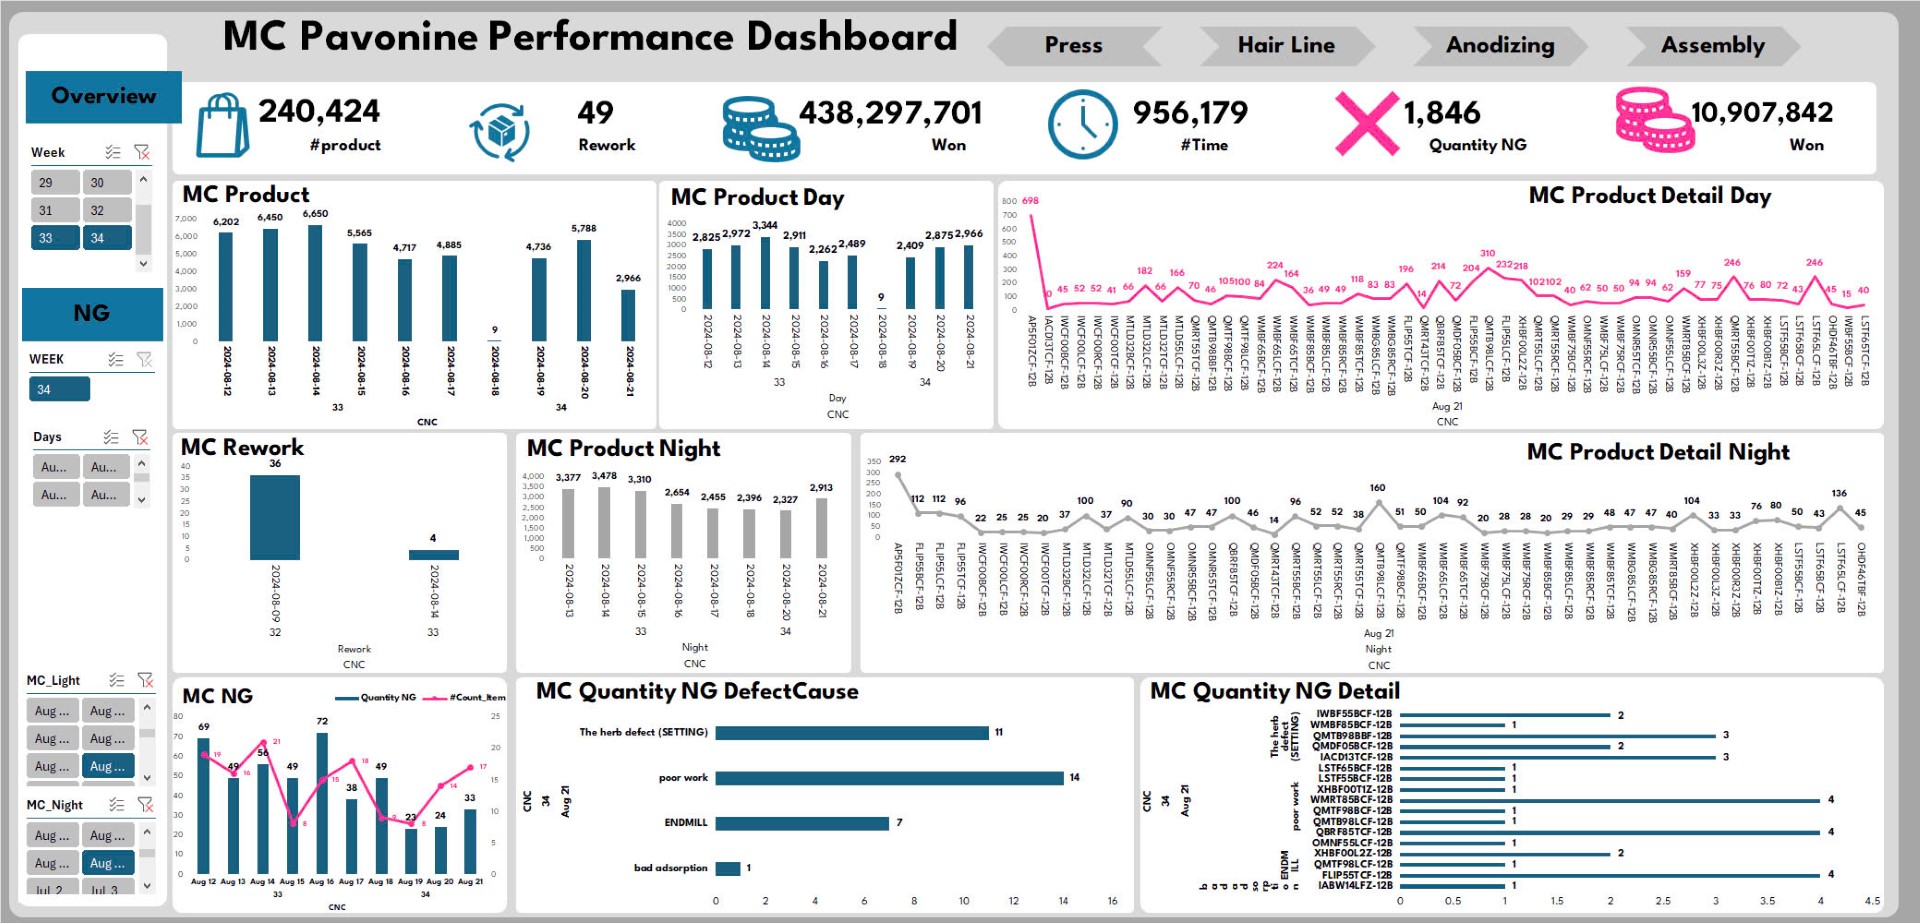 MC Pavonine Performance Dashboard
Press
Hair Line
Anodizing
Assembly
Overview
240,424
#product
49
Rework
438,297,701
Won
956,179
#Time
1,846
Quantity NG
10,907,842
Won
Week
29 30
31 32
33 34
NG
WEEK
34
Days
Au... Au...
Au... Au...
MC_Light
Aug ... Aug ...
Aug ... Aug ...
Aug ... Aug ...
MC_Night
Aug ... Aug ...
Aug ... Aug ...
Jul 2 Jul 3
MC Product
7,000
6,000
5,000
4,000
3,000
2,000
1,000
0
6,202 6,450 6,650 5,565 4,717 4,885 9 4,736 5,788 2,966
2024-08-12 2024-08-13 2024-08-14 2024-08-15 2024-08-16 2024-08-17 2024-08-18 2024-08-19 2024-08-20 2024-08-21
33 34
CNC
MC Product Day
4000
3500
3000
2500
2000
1500
1000
500
0
2,825 2,972 3,344 2,911 2,262 2,489 9 2,409 2,875 2,966
2024-08-12 2024-08-13 2024-08-14 2024-08-15 2024-08-16 2024-08-17 2024-08-18 2024-08-19 2024-08-20 2024-08-21
33 34
Day
CNC
MC Product Detail Day
800
700
600
500
400
300
200
100
0
698 10 45 52 52 41 66 182 66 166 70 46 105 100 84 224 164 36 49 49 118 83 83 196 14 214 72 204 310 232 218 102 102 40 62 50 50 94 94 62 159 77 75 246 76 80 72 43 246 45 15 40
Aug 21
CNC
MC Rework
40
35
30
25
20
15
10
5
0
36 4
2024-08-09 2024-08-14
32 33
Rework
CNC
MC Product Night
4,000
3,500
3,000
2,500
2,000
1,500
1,000
500
0
3,377 3,478 3,310 2,654 2,455 2,396 2,327 2,913
2024-08-13 2024-08-14 2024-08-15 2024-08-16 2024-08-17 2024-08-19 2024-08-20 2024-08-21
33 34
Night
CNC
MC Product Detail Night
350
300
250
200
150
100
50
0
292 112 112 96 22 25 25 20 37 100 37 90 30 30 47 47 100 46 14 96 52 52 38 160 51 50 104 92 20 28 28 20 29 29 48 47 47 40 104 33 33 76 80 50 43 136 45
Aug 21
Night
CNC
MC NG
Quantity NG #Count_Item
80
70
60
50
40
30
20
10
0
69 49 56 49 72 38 49 23 24 33
19 16 21 8 15 18 9 8 14 17
25
20
15
10
5
0
Aug 12 Aug 13 Aug 14 Aug 15 Aug 16 Aug 17 Aug 18 Aug 19 Aug 20 Aug 21
33 34
CNC
MC Quantity NG DefectCause
CNC
34
Aug 21
The herb defect (SETTING) 11
poor work 14
ENDMILL 7
bad adsorption 1
0 2 4 6 8 10 12 14 16
MC Quantity NG Detail
CNC
34
Aug 21
The herb defect (SETTING)
IWBF55BCF-12B 2
WMBF85BCF-12B 1
QMTB98BBF-12B 3
QMDF05BCF-12B 2
IACD13TCF-12B 3
poor work
LSTF65BCF-12B 1
LSTF55BCF-12B 1
XHBF00T1Z-12B 1
WMRT85BCF-12B 4
QMTF98BCF-12B 1
QMTB98LCF-12B 1
QBRF85TCF-12B 4
OMNF55LCF-12B 1
ENDMILL
XHBF00L2Z-12B 2
QMTF98LCF-12B 1
FLIP55TCF-12B 4
bad adsorption
IABW14LFZ-12B 1
0 0.5 1 1.5 2 2.5 3 3.5 4 4.5